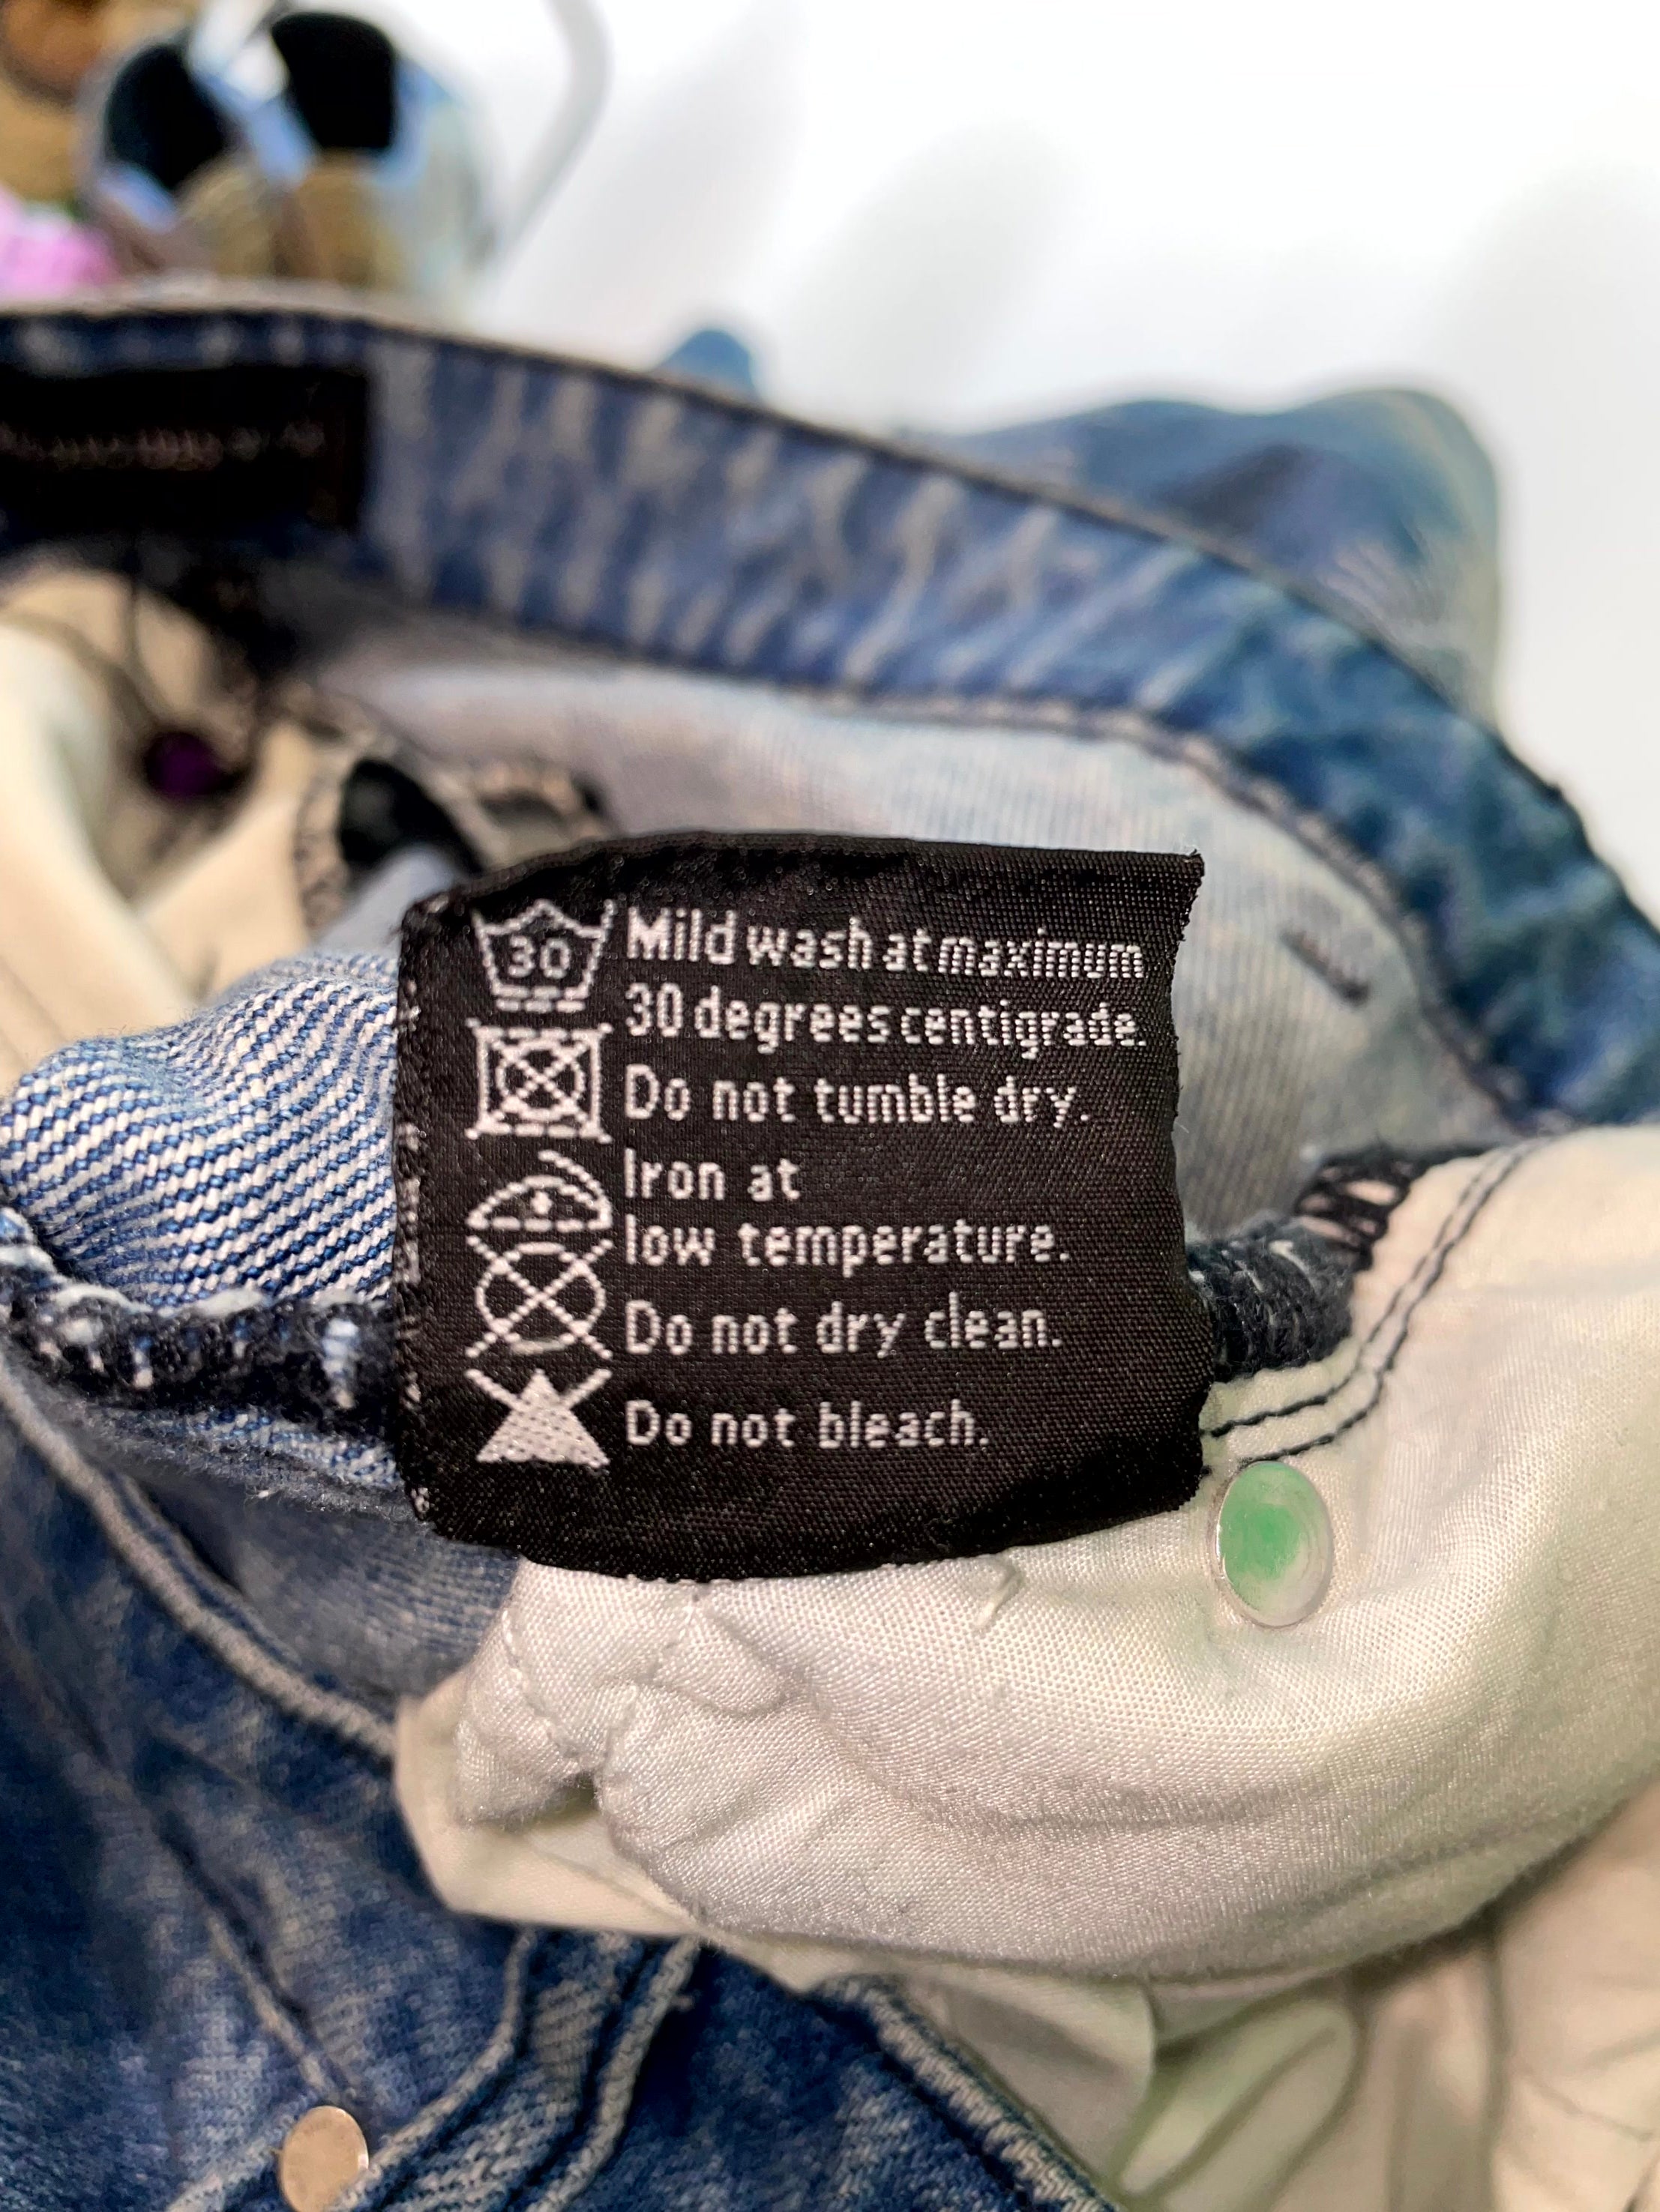 30 Mild wash at maximum
30 degrees centigrade.
Do not tumble dry.
Iron at
low temperature.
Do not dry clean.
Do not bleach.